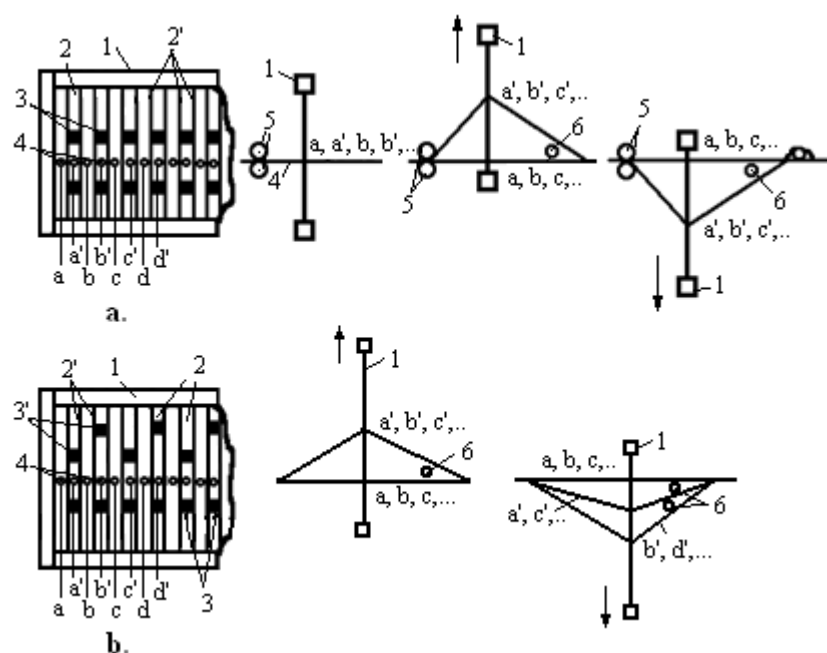 2 1 2'
3
4
5
1
a, a', b, b',..
4
1
a', b', c',..
6
a, b, c,..
5
5
a, b, c,..
6
a', b', c',..
1
a a' b b' c c' d d'
a.
2' 1 2
3'
4
1
a', b', c',..
6
a, b, c,...
1
a, b, c,..
6
a', c',..
b', d',...
a a' b b' c c' d d' 3
b.